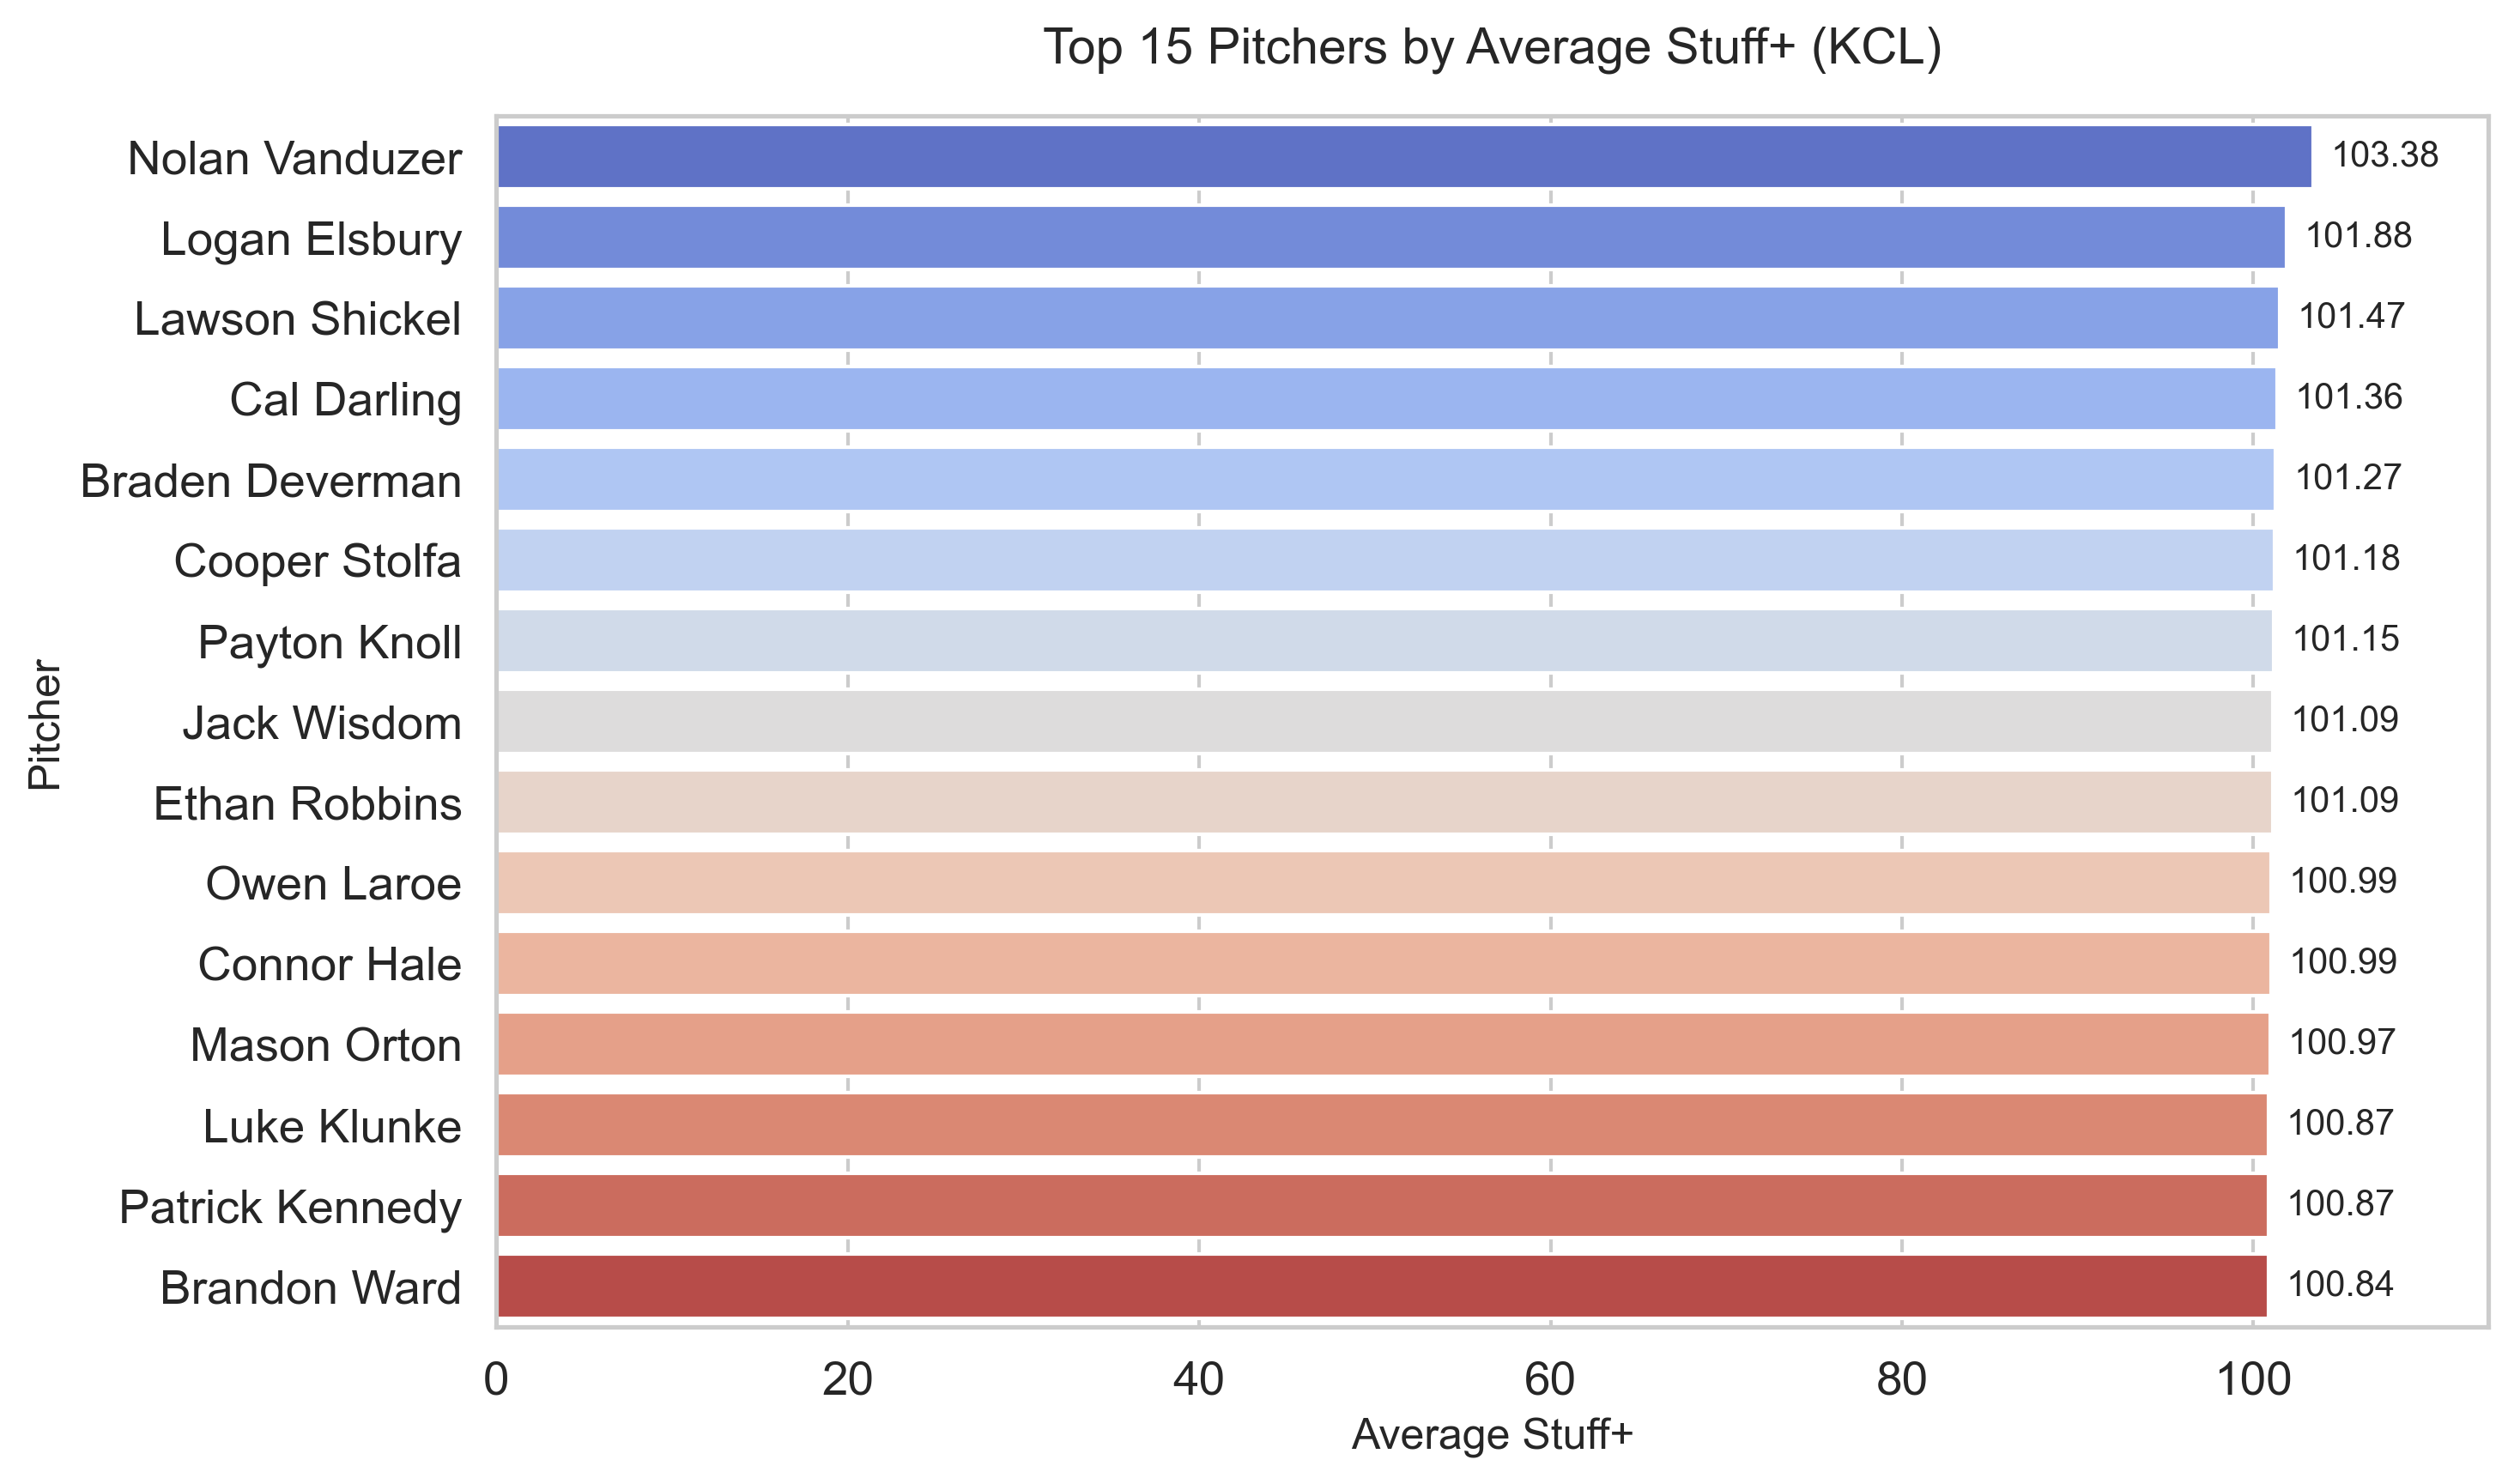 Top 15 Pitchers by Average Stuff+ (KCL)
Pitcher
Nolan Vanduzer 103.38
Logan Elsbury 101.88
Lawson Shickel 101.47
Cal Darling 101.36
Braden Deverman 101.27
Cooper Stolfa 101.18
Payton Knoll 101.15
Jack Wisdom 101.09
Ethan Robbins 101.09
Owen Laroe 100.99
Connor Hale 100.99
Mason Orton 100.97
Luke Klunke 100.87
Patrick Kennedy 100.87
Brandon Ward 100.84
0 20 40 60 80 100
Average Stuff+